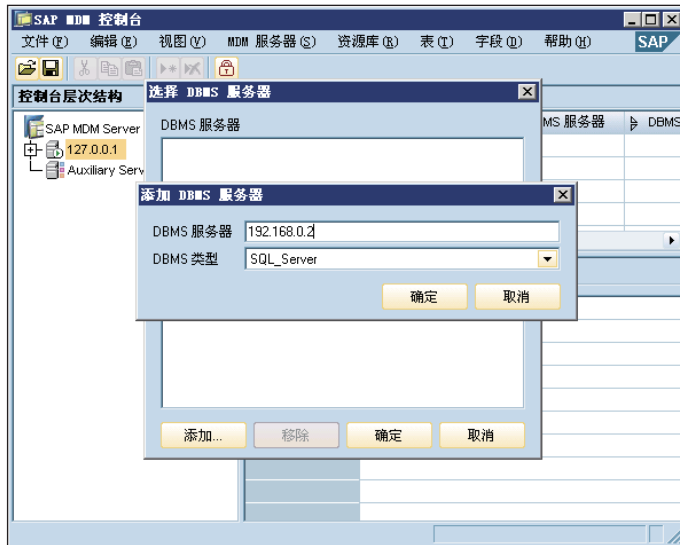 SAP MDM 控制台
文件(F) 编辑(E) 视图(V) MDM 服务器(S) 资源库(R) 表(T) 字段(D) 帮助(H) SAP
控制台层次结构
选择 DBMS 服务器
SAP MDM Server
127.0.0.1
Auxiliary Serv
DBMS 服务器
MS 服务器 DBMS
添加 DBMS 服务器
DBMS 服务器 192.168.0.2
DBMS 类型 SQL_Server
确定 取消
添加... 移除 确定 取消